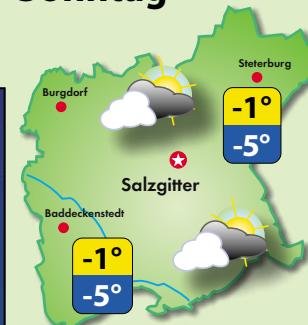 Sonntag
Steterburg
Burgdorf
-1°
-5°
Salzgitter
Baddeckenstedt
-1°
-5°